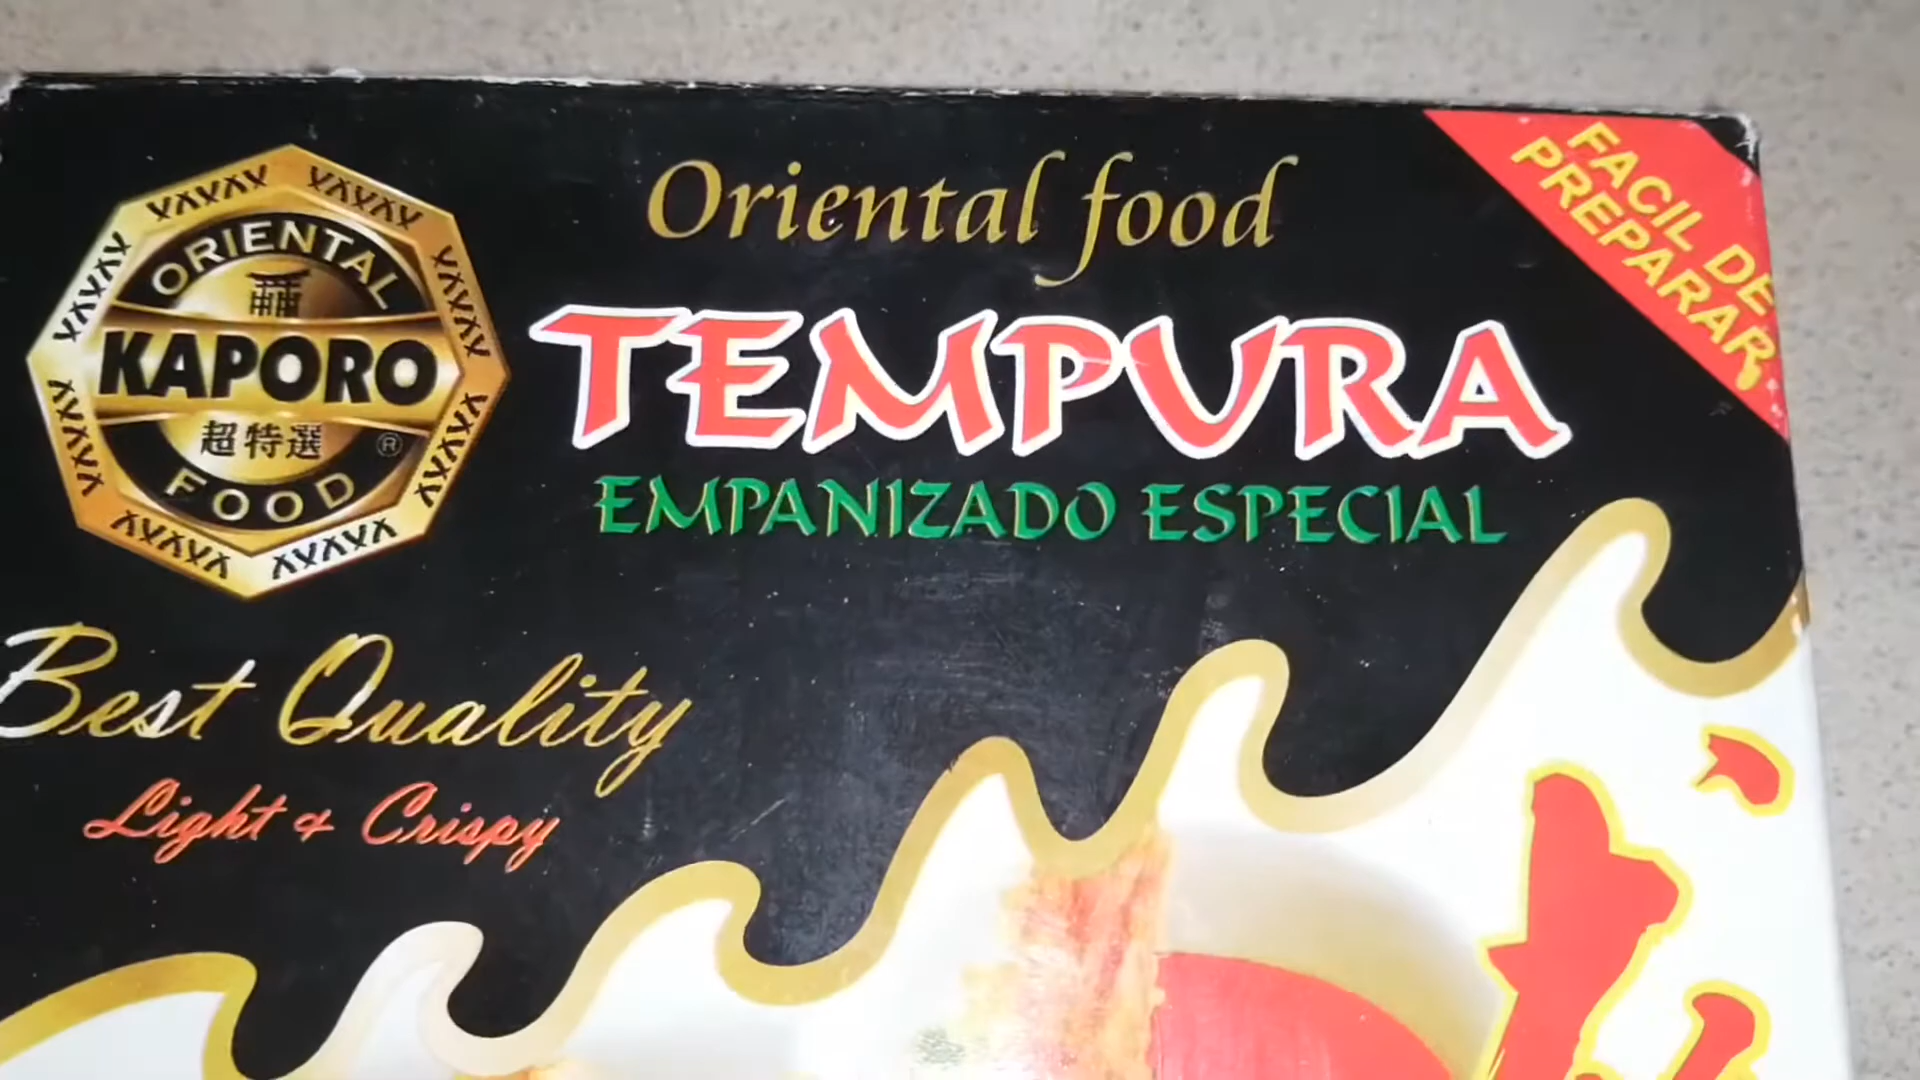 ORIENTAL
KAPORO
超特選
®
FOOD
Oriental food
TEMPURA
EMPANIZADO ESPECIAL
FACIL DE
PREPARAR
Best Quality
Light & Crispy